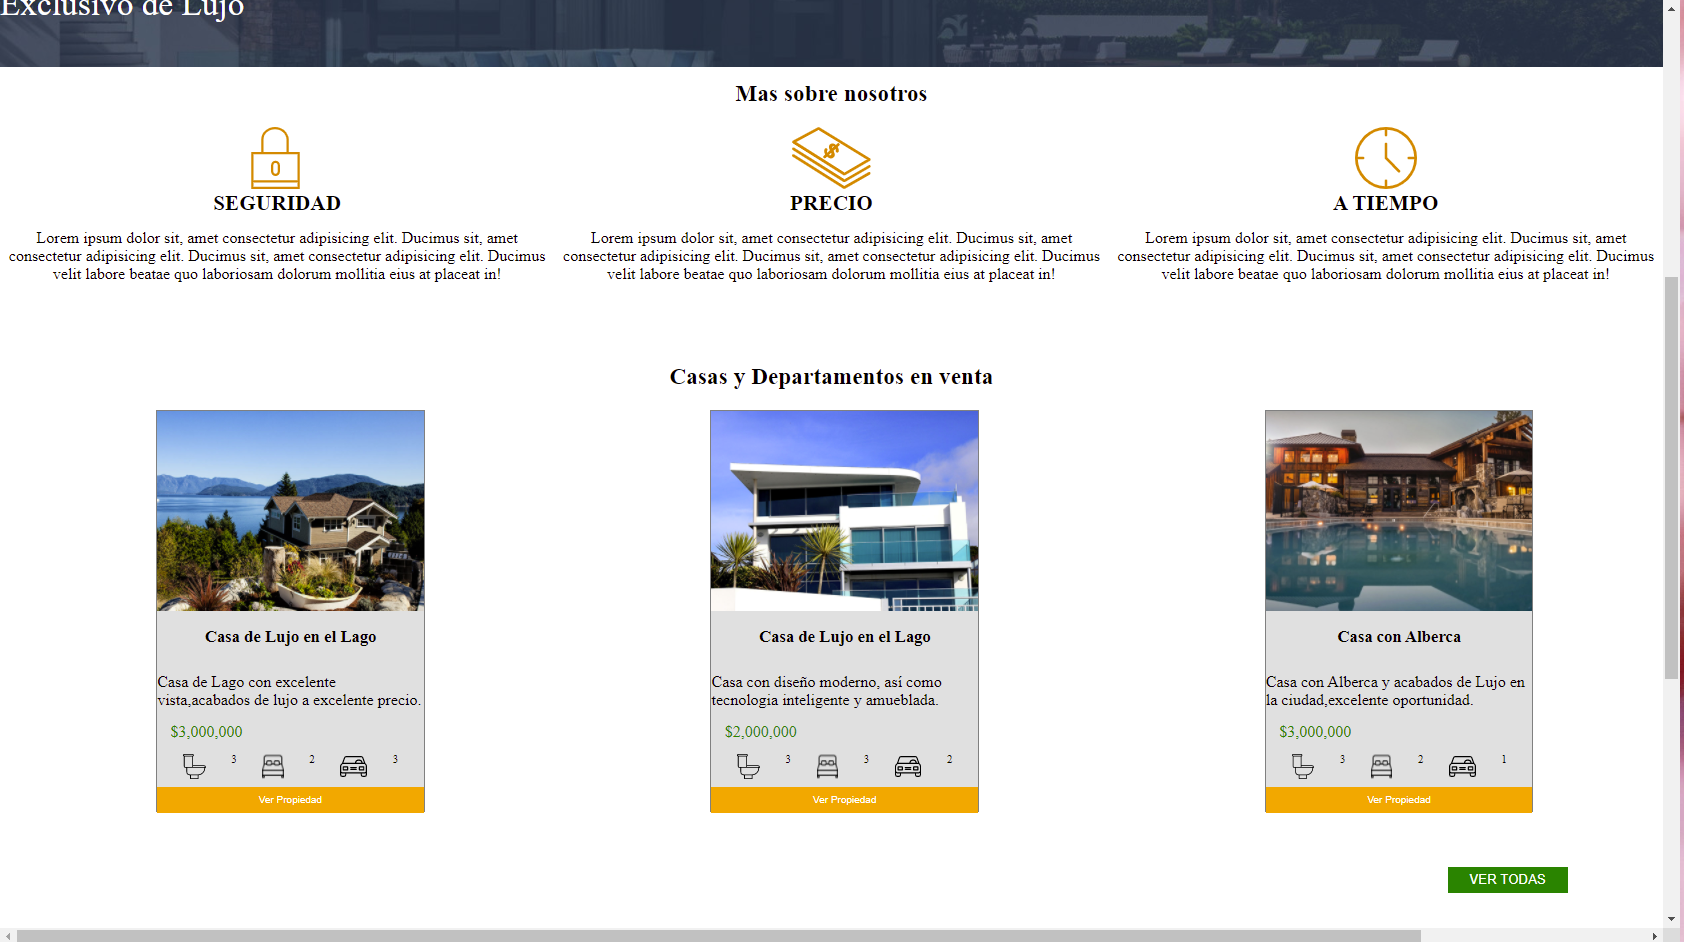 Exclusivo de Lujo
Mas sobre nosotros
0
$
SEGURIDAD
Lorem ipsum dolor sit, amet consectetur adipisicing elit. Ducimus sit, amet
consectetur adipisicing elit. Ducimus sit, amet consectetur adipisicing elit. Ducimus
velit labore beatae quo laboriosam dolorum mollitia eius at placeat in!
PRECIO
Lorem ipsum dolor sit, amet consectetur adipisicing elit. Ducimus sit, amet
consectetur adipisicing elit. Ducimus sit, amet consectetur adipisicing elit. Ducimus
velit labore beatae quo laboriosam dolorum mollitia eius at placeat in!
A TIEMPO
Lorem ipsum dolor sit, amet consectetur adipisicing elit. Ducimus sit, amet
consectetur adipisicing elit. Ducimus sit, amet consectetur adipisicing elit. Ducimus
velit labore beatae quo laboriosam dolorum mollitia eius at placeat in!
Casas y Departamentos en venta
Casa de Lujo en el Lago
Casa de Lago con excelente
vista,acabados de lujo a excelente precio.
$3,000,000
3 2 3
Ver Propiedad
Casa de Lujo en el Lago
Casa con diseño moderno, así como
tecnologia inteligente y amueblada.
$2,000,000
3 3 2
Ver Propiedad
Casa con Alberca
Casa con Alberca y acabados de Lujo en
la ciudad,excelente oportunidad.
$3,000,000
3 2 1
Ver Propiedad
VER TODAS